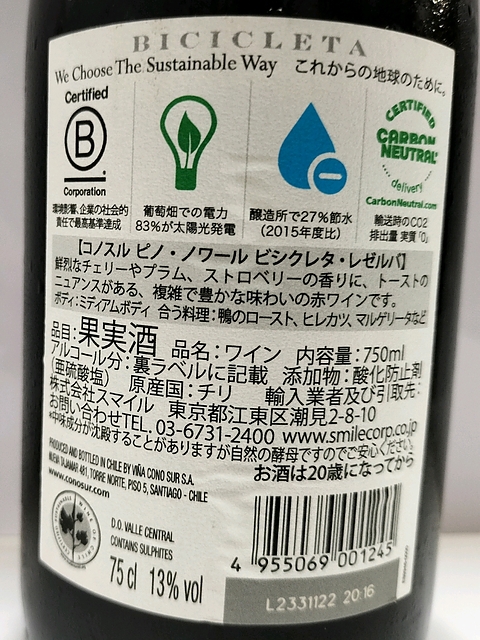 BICICLETA
We Choose The Sustainable Way これからの地球のために。
Certified
B
Corporation
環境影響、企業の社会的
責任で最高基準達成
葡萄畑での電力
83%が太陽光発電
醸造所で27%節水
(2015年度比)
CERTIFIED
CARBON
NEUTRAL
delivery
CarbonNeutral.com
輸送時のCO2
排出量 実質「0」
【コノスル ピノ・ノワール ビシクレタ・レゼルバ】
鮮烈なチェリーやプラム、ストロベリーの香りに、トーストの
ニュアンスがある、複雑で豊かな味わいの赤ワインです。
ボディ:ミディアムボディ 合う料理:鴨のロースト、ヒレカツ、マルゲリータなど
品目:果実酒 品名:ワイン 内容量:750ml
アルコール分:裏ラベルに記載 添加物:酸化防止剤
(亜硫酸塩) 原産国:チリ 輸入業者及び引取先:
株式会社スマイル 東京都江東区潮見2-8-10
お問い合わせTEL. 03-6731-2400 www.smilecorp.co.jp
*中味成分が沈殿することがありますが自然の酵母ですのでご安心ください。
お酒は20歳になってから
PRODUCED AND BOTTLED IN CHILE BY VIÑA CONO SUR S.A.
NUEVA TAJAMAR 481, TORRE NORTE, PISO 5, SANTIAGO - CHILE
www.conosur.com
D.O. VALLE CENTRAL
CONTAINS SULPHITES
75 cl 13% vol
4 955069 001245
L2331122 20:16